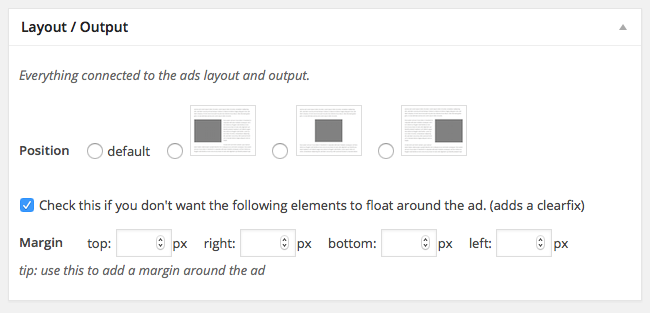 Layout / Output
Everything connected to the ads layout and output.
Position default
Check this if you don't want the following elements to float around the ad. (adds a clearfix)
Margin top: px right: px bottom: px left: px
tip: use this to add a margin around the ad